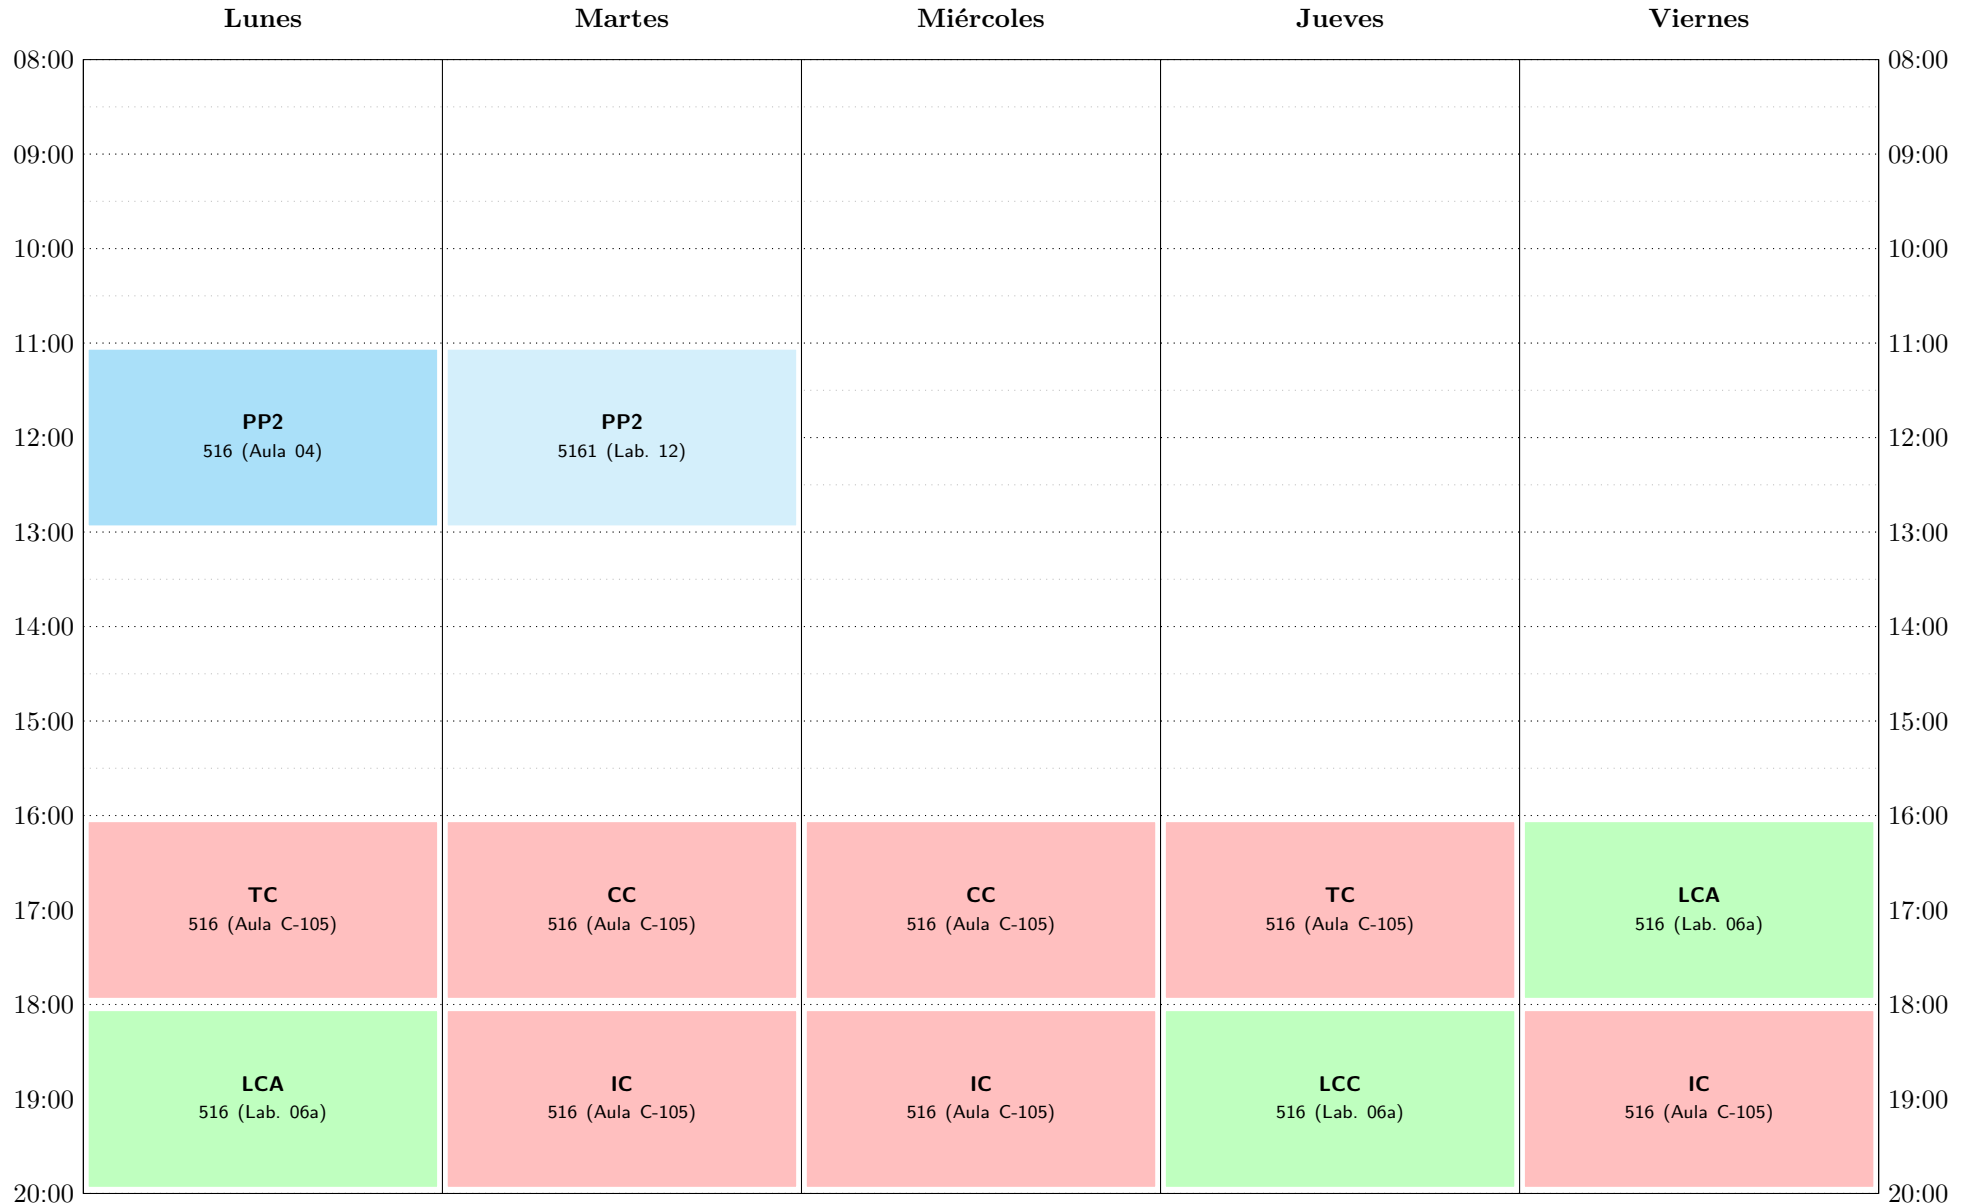 Lunes Martes Miércoles Jueves Viernes
08:00 08:00
09:00 09:00
10:00 10:00
11:00 11:00
PP2 PP2
12:00 12:00
516 (Aula 04) 5161 (Lab. 12)
13:00 13:00
14:00 14:00
15:00 15:00
16:00 16:00
TC CC CC TC LCA
17:00 17:00
516 (Aula C-105) 516 (Aula C-105) 516 (Aula C-105) 516 (Aula C-105) 516 (Lab. 06a)
18:00 18:00
LCA IC IC LCC IC
19:00 19:00
516 (Lab. 06a) 516 (Aula C-105) 516 (Aula C-105) 516 (Lab. 06a) 516 (Aula C-105)
20:00 20:00